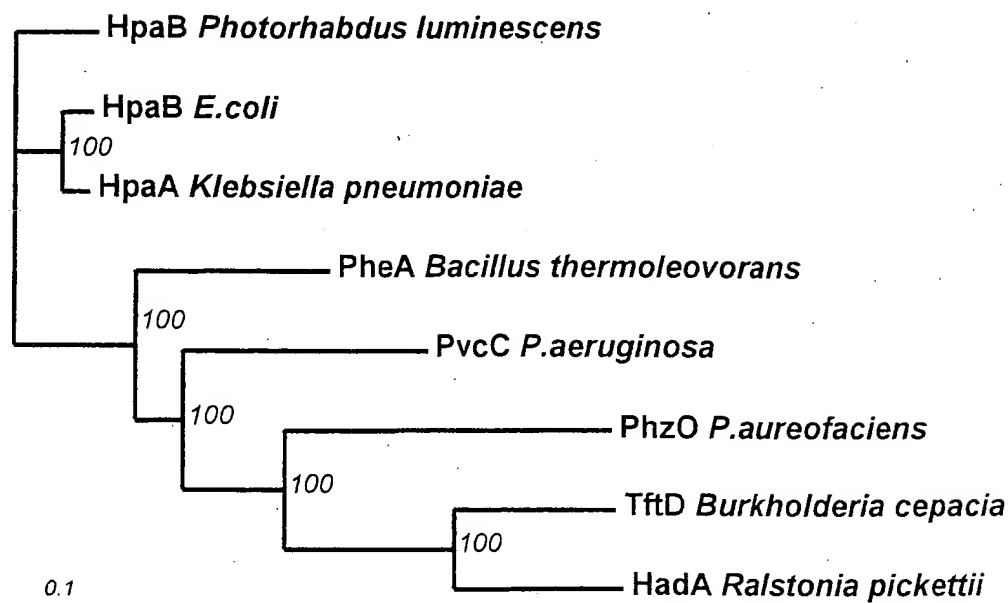 HpaB Photorhabdus luminescens
HpaB E.coli
100
HpaA Klebsiella pneumoniae
PheA Bacillus thermoleovorans
100
PvcC P.aeruginosa
100
PhzO P.aureofaciens
100
TftD Burkholderia cepacia
100
0.1
HadA Ralstonia pickettii